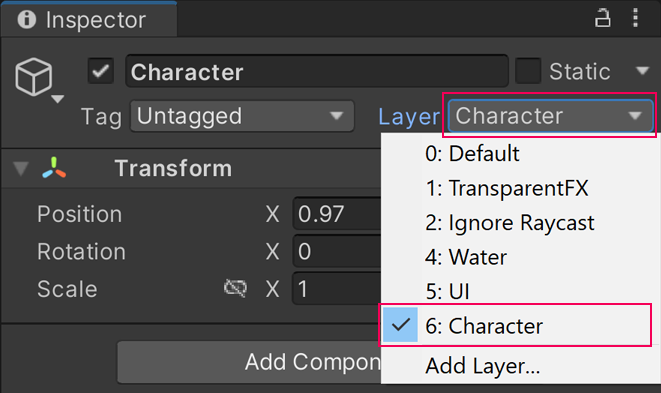 Inspector
Character
Static
Tag Untagged Layer Character
0: Default
1: TransparentFX
2: Ignore Raycast
4: Water
5: UI
6: Character
Add Layer...
Transform
Position X 0.97
Rotation X 0
Scale X 1
Add Compon